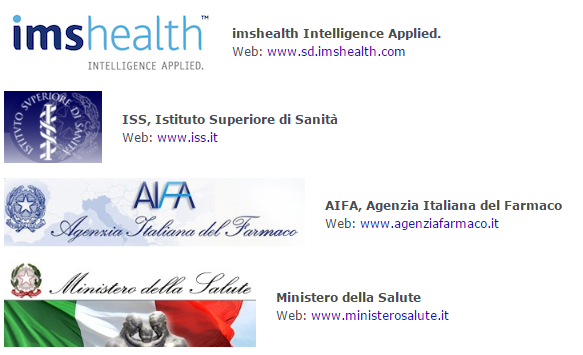 imshealth™
INTELLIGENCE APPLIED.
imshealth Intelligence Applied.
Web: www.sd.imshealth.com
ISTITUTO SUPERIORE DI SANITÀ
ISS, Istituto Superiore di Sanità
Web: www.iss.it
AIFA
Agenzia Italiana del Farmaco
AIFA, Agenzia Italiana del Farmaco
Web: www.agenziafarmaco.it
Ministero della Salute
Ministero della Salute
Web: www.ministerosalute.it